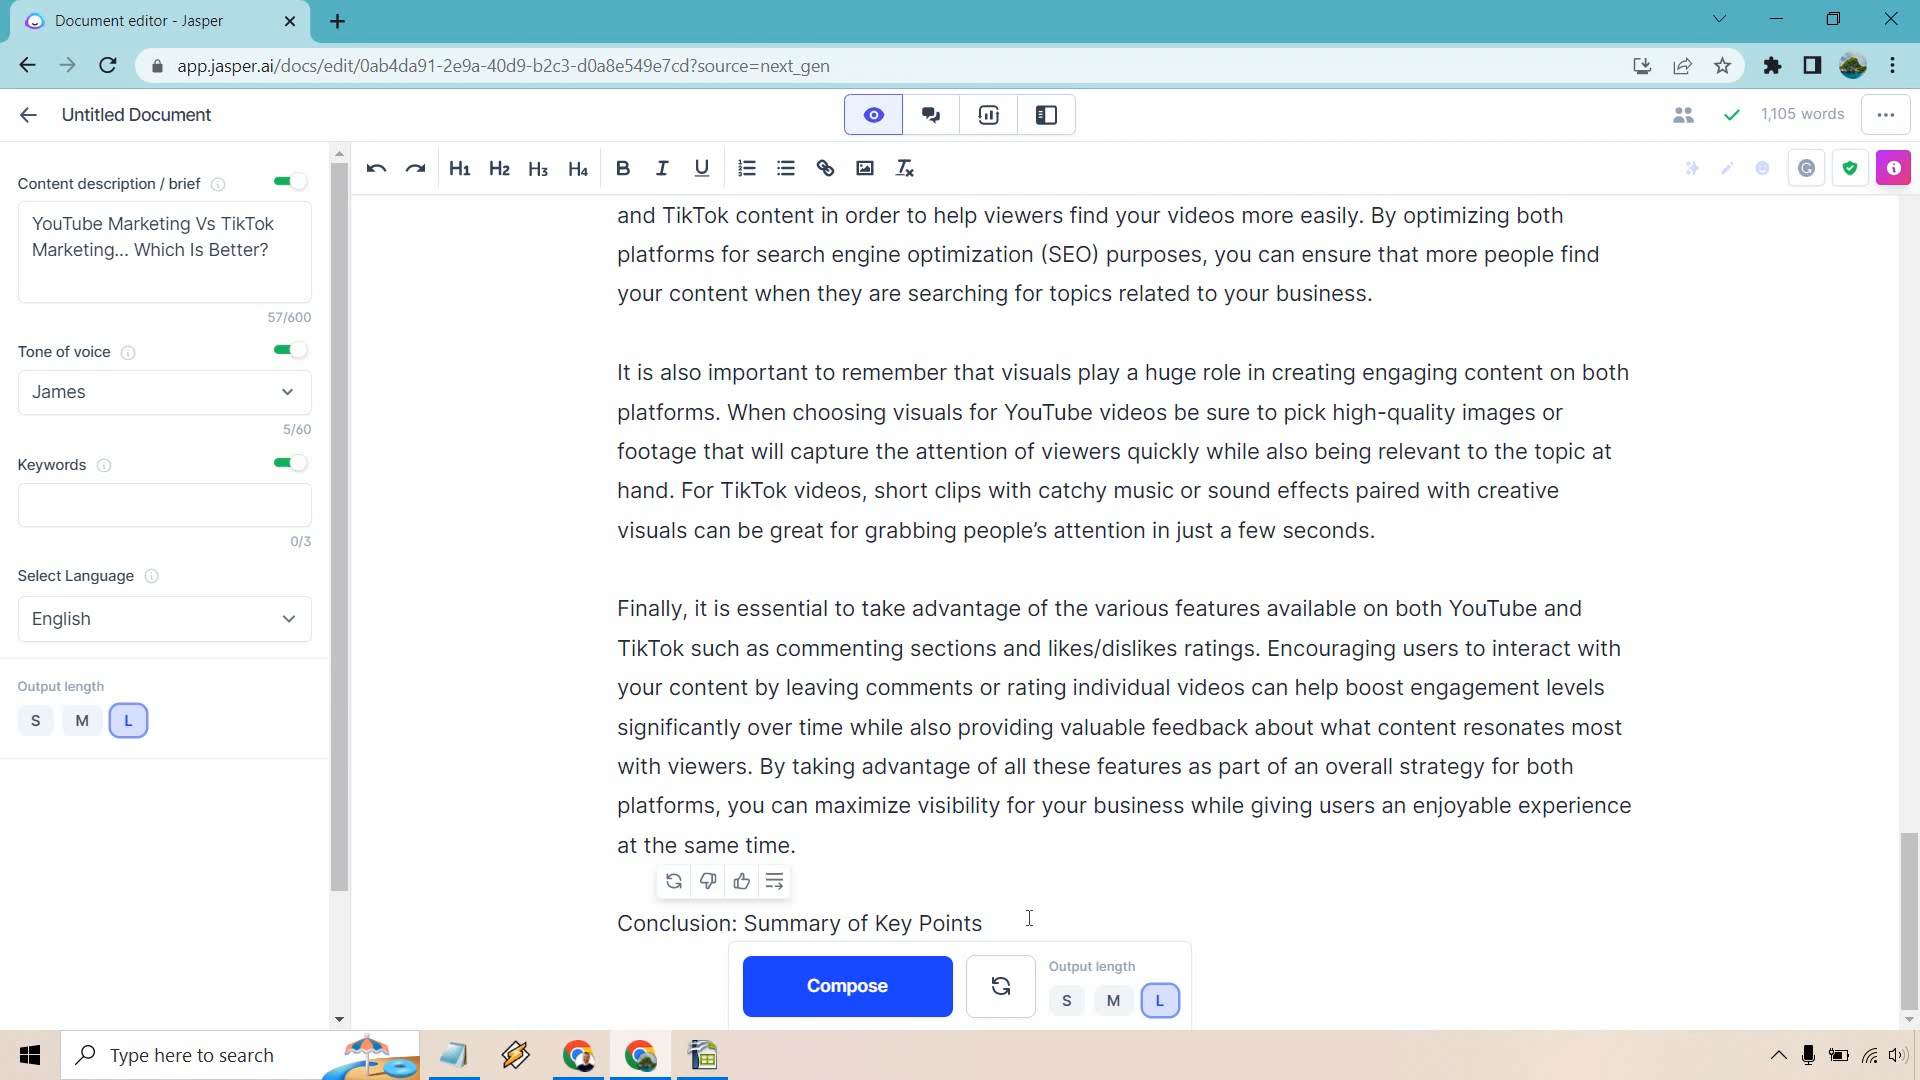 Document editor - Jasper
app.jasper.ai/docs/edit/0ab4da91-2e9a-40d9-b2c3-d0a8e549e7cd?source=next_gen
Untitled Document
1,105 words
H1 H2 H3 H4 B I U
Content description / brief
YouTube Marketing Vs TikTok
Marketing... Which Is Better?
57/600
Tone of voice
James
5/60
Keywords
0/3
Select Language
English
Output length
S M L
and TikTok content in order to help viewers find your videos more easily. By optimizing both
platforms for search engine optimization (SEO) purposes, you can ensure that more people find
your content when they are searching for topics related to your business.
It is also important to remember that visuals play a huge role in creating engaging content on both
platforms. When choosing visuals for YouTube videos be sure to pick high-quality images or
footage that will capture the attention of viewers quickly while also being relevant to the topic at
hand. For TikTok videos, short clips with catchy music or sound effects paired with creative
visuals can be great for grabbing people’s attention in just a few seconds.
Finally, it is essential to take advantage of the various features available on both YouTube and
TikTok such as commenting sections and likes/dislikes ratings. Encouraging users to interact with
your content by leaving comments or rating individual videos can help boost engagement levels
significantly over time while also providing valuable feedback about what content resonates most
with viewers. By taking advantage of all these features as part of an overall strategy for both
platforms, you can maximize visibility for your business while giving users an enjoyable experience
at the same time.
Conclusion: Summary of Key Points
Compose
Output length
S M L
Type here to search